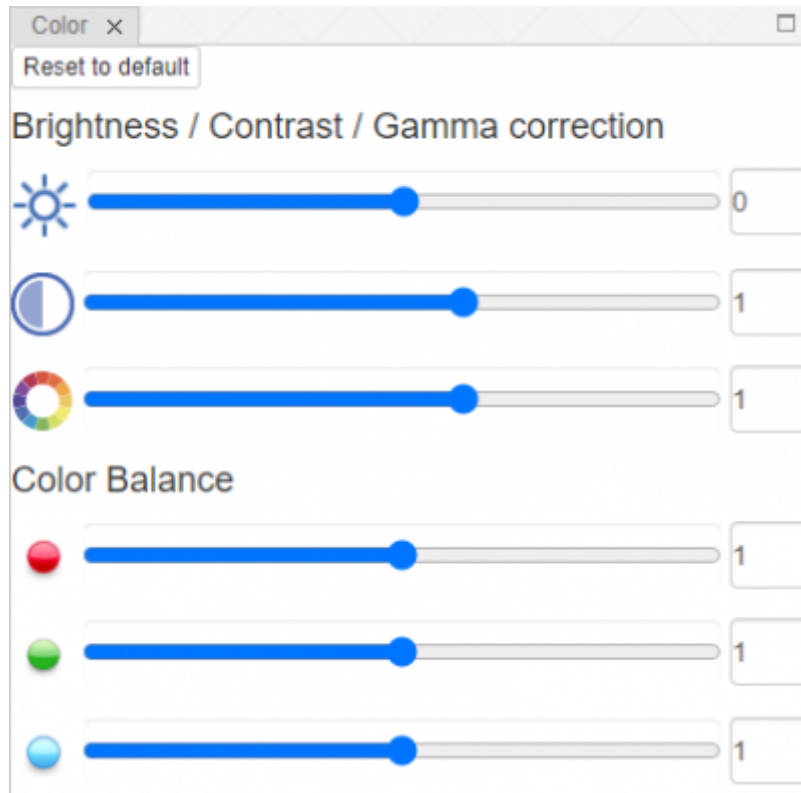 Color
Reset to default
Brightness / Contrast / Gamma correction
0
1
1
Color Balance
1
1
1